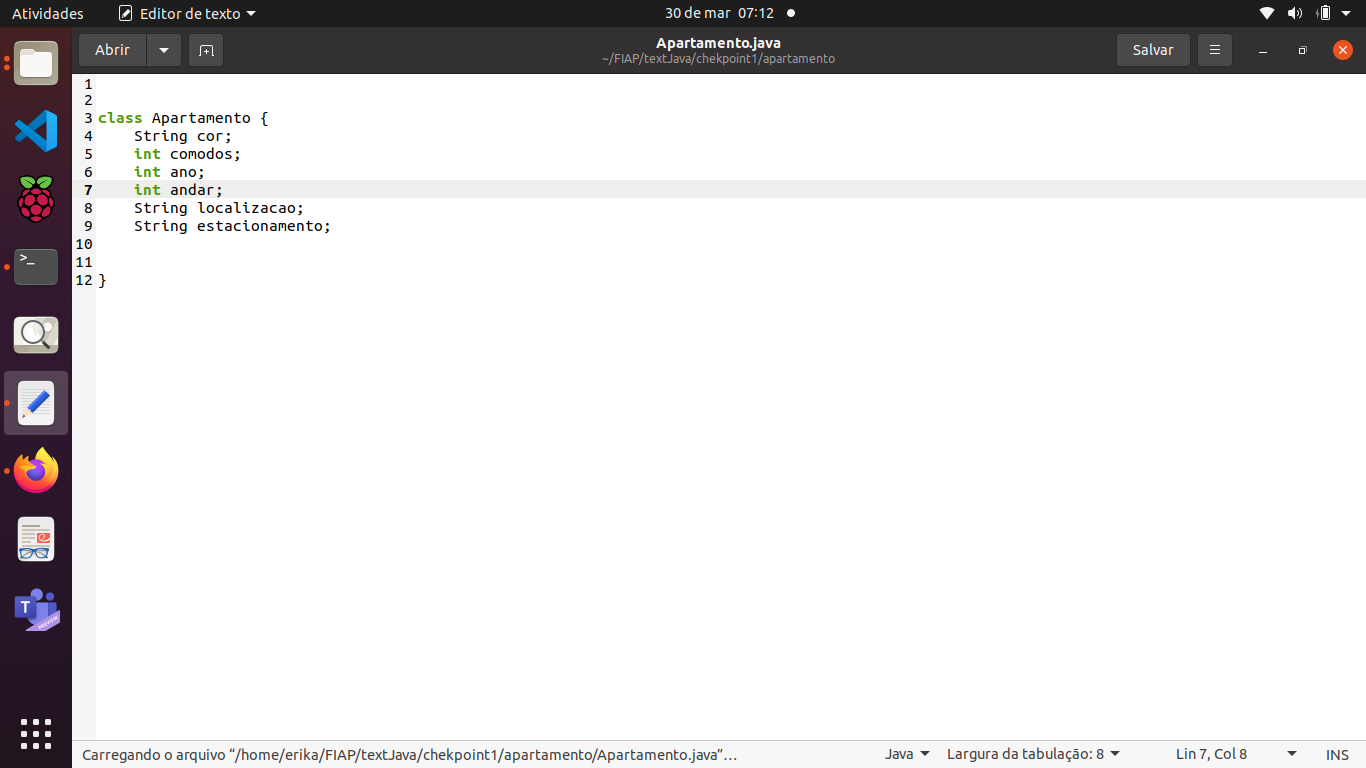 Atividades
Editor de texto
30 de mar 07:12
Abrir
Apartamento.java
~/FIAP/textJava/chekpoint1/apartamento
Salvar
1
2
3 class Apartamento {
4 String cor;
5 int comodos;
6 int ano;
7 int andar;
8 String localizacao;
9 String estacionamento;
10
11
12 }
>_
T
PREVIEW
Carregando o arquivo “/home/erika/FIAP/textJava/chekpoint1/apartamento/Apartamento.java”…
Java
Largura da tabulação: 8
Lin 7, Col 8
INS